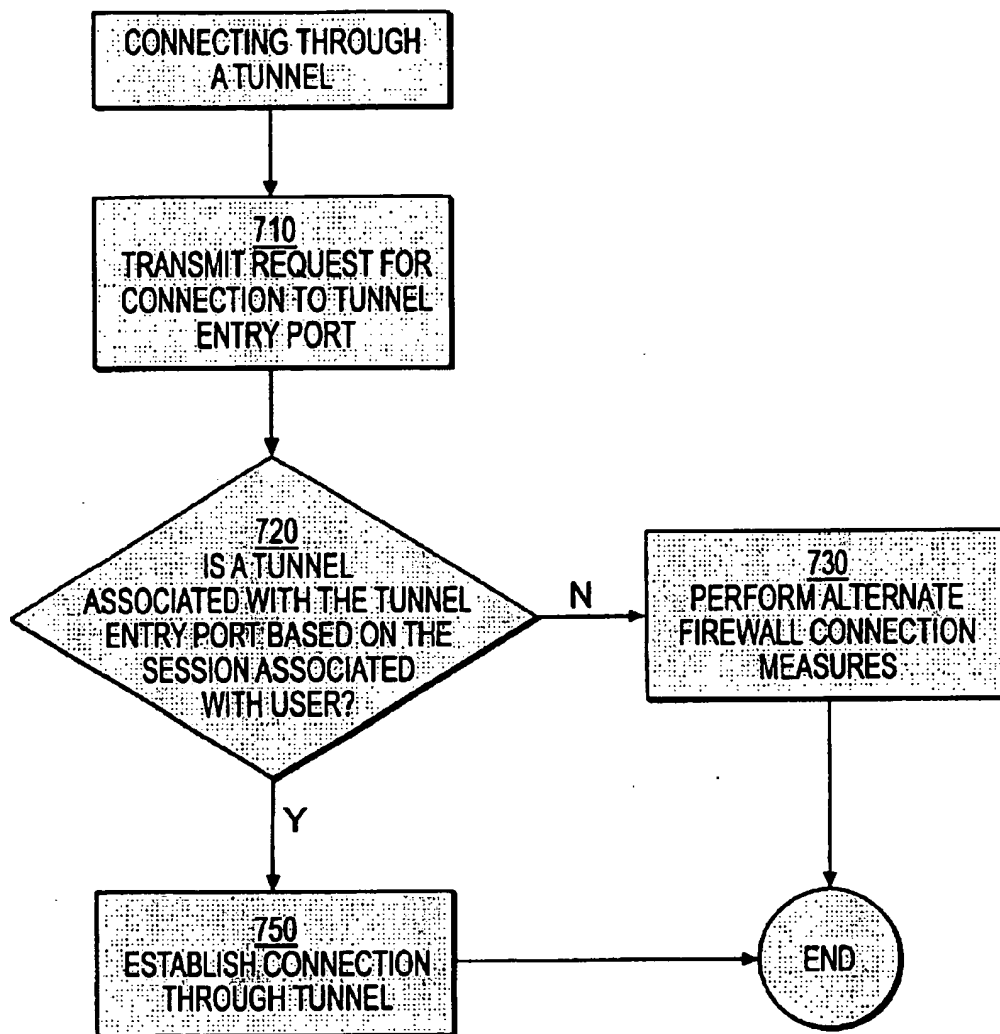 CONNECTING THROUGH
A TUNNEL
710
TRANSMIT REQUEST FOR
CONNECTION TO TUNNEL
ENTRY PORT
720
IS A TUNNEL
ASSOCIATED WITH THE TUNNEL
ENTRY PORT BASED ON THE
SESSION ASSOCIATED
WITH USER?
N
730
PERFORM ALTERNATE
FIREWALL CONNECTION
MEASURES
Y
750
ESTABLISH CONNECTION
THROUGH TUNNEL
END